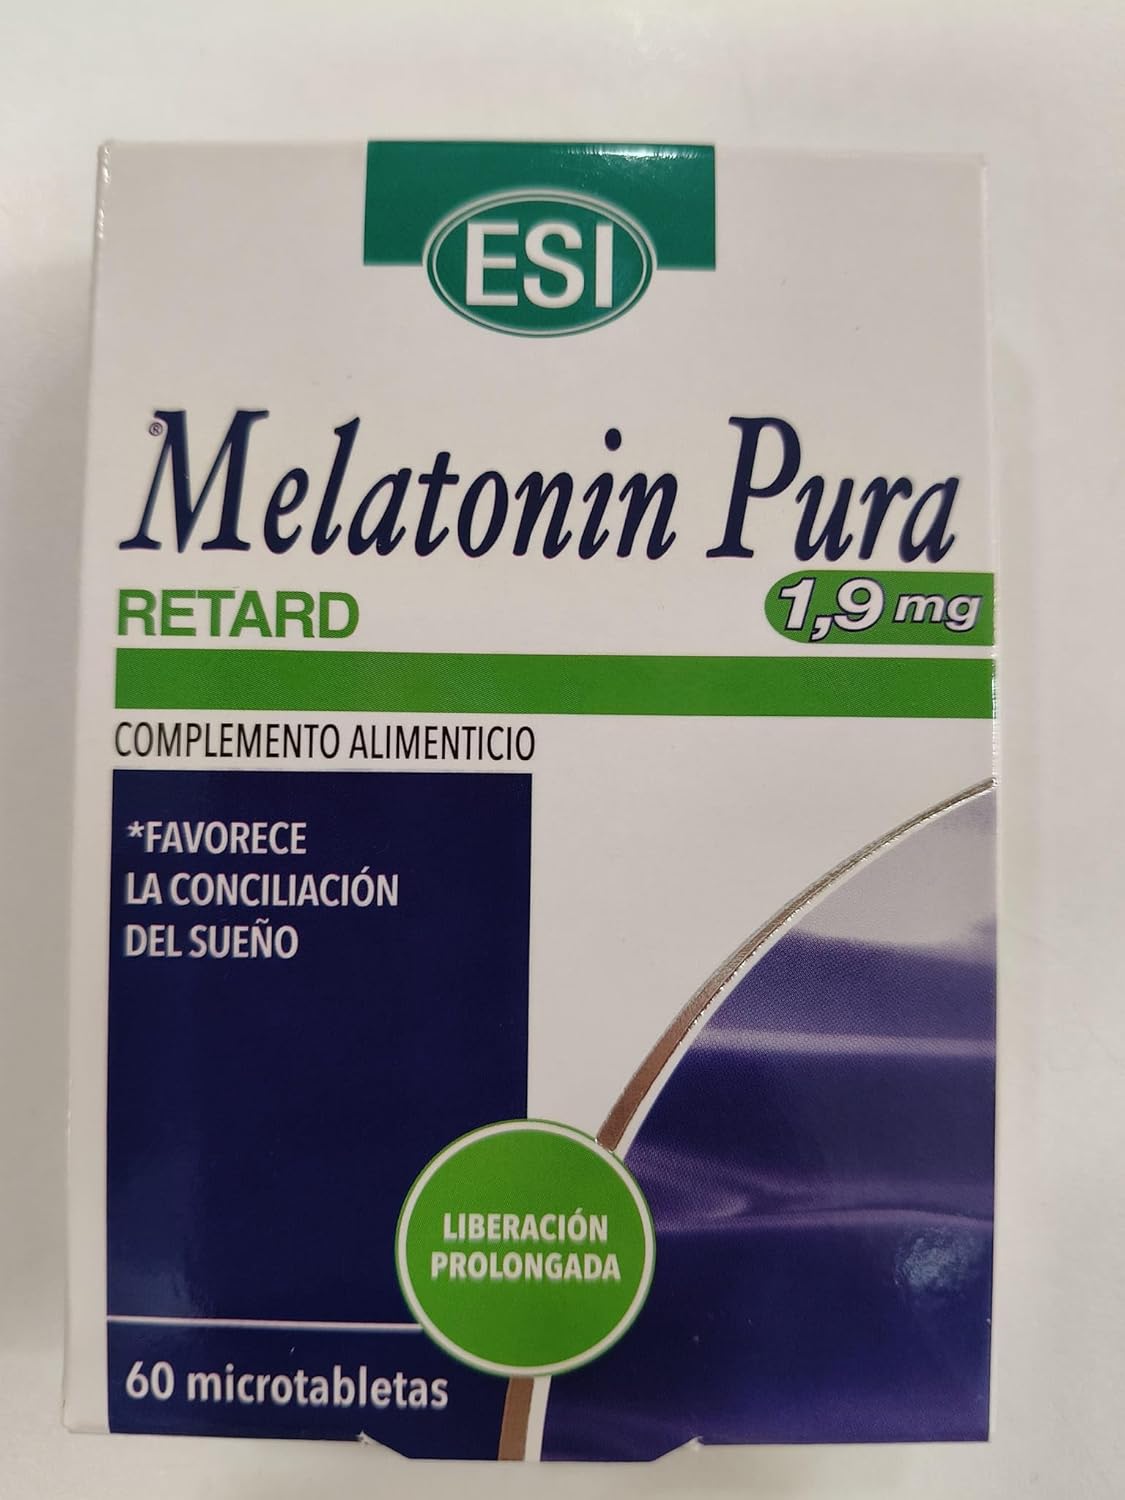 ESI
®Melatonin Pura
RETARD
1,9 mg
COMPLEMENTO ALIMENTICIO
*FAVORECE
LA CONCILIACIÓN
DEL SUEÑO
LIBERACIÓN
PROLONGADA
60 microtabletas